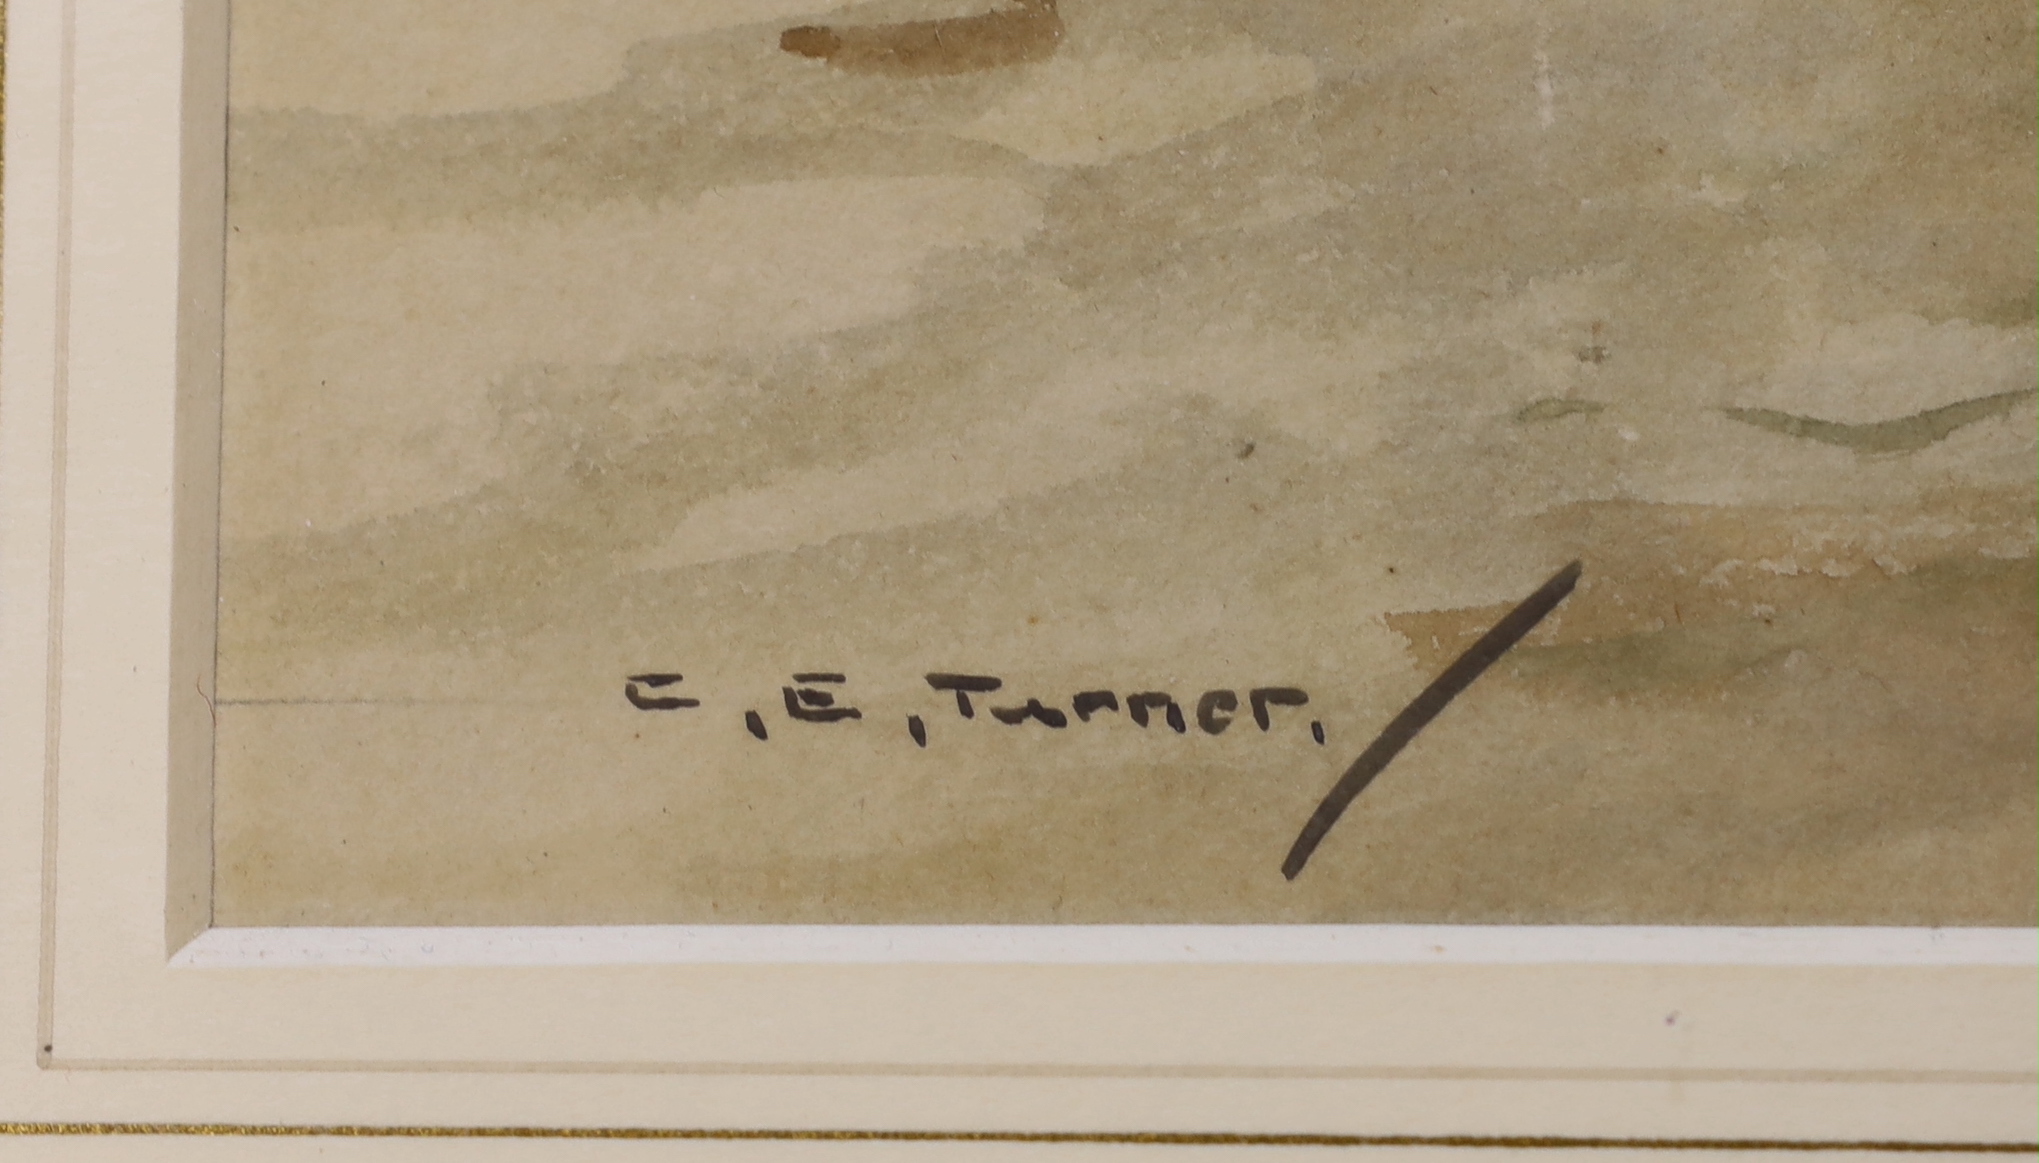 C. E. Turner. /